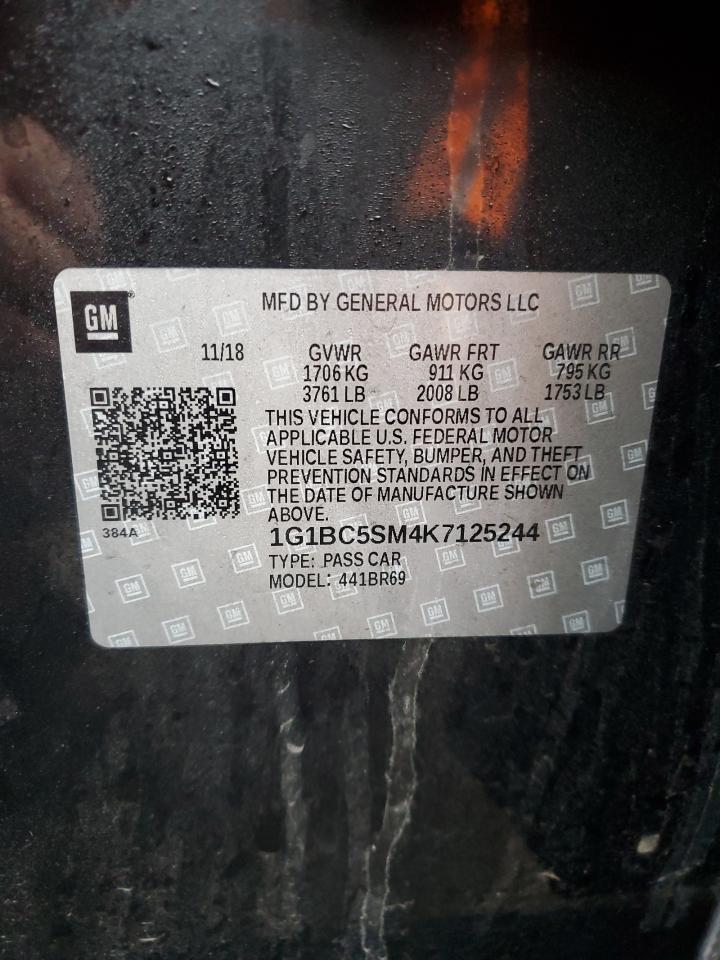 GM
MFD BY GENERAL MOTORS LLC
11/18 GVWR GAWR FRT GAWR RR
1706 KG 911 KG 795 KG
3761 LB 2008 LB 1753 LB
THIS VEHICLE CONFORMS TO ALL
APPLICABLE U.S. FEDERAL MOTOR
VEHICLE SAFETY, BUMPER, AND THEFT
PREVENTION STANDARDS IN EFFECT ON
THE DATE OF MANUFACTURE SHOWN
ABOVE.
384A
1G1BC5SM4K7125244
TYPE: PASS CAR
MODEL: 441BR69